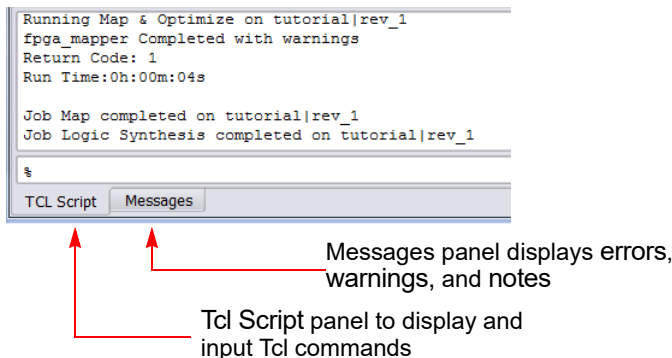 Running Map & Optimize on tutorial|rev_1
fpga_mapper Completed with warnings
Return Code: 1
Run Time:0h:00m:04s
Job Map completed on tutorial|rev_1
Job Logic Synthesis completed on tutorial|rev_1
%
TCL Script Messages
Messages panel displays errors,
warnings, and notes
Tcl Script panel to display and
input Tcl commands